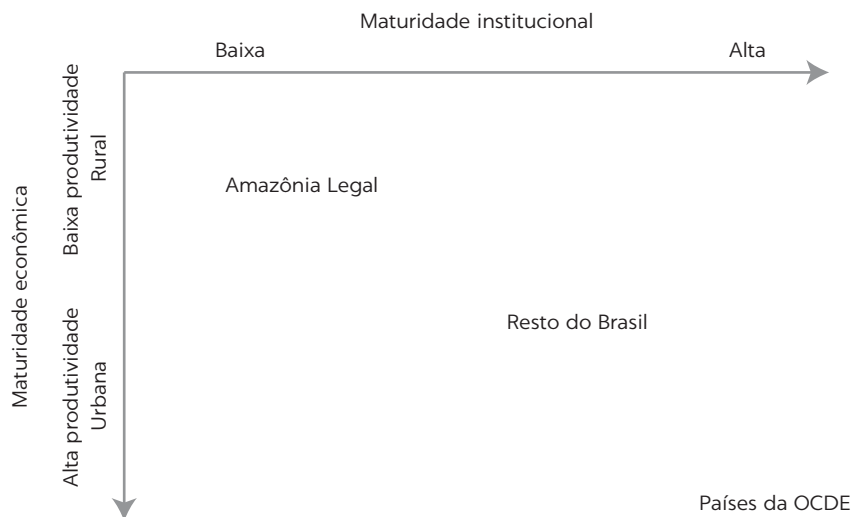 Maturidade institucional
Baixa
Alta
Maturidade econômica
Baixa produtividade
Rural
Alta produtividade
Urbana
Amazônia Legal
Resto do Brasil
Países da OCDE